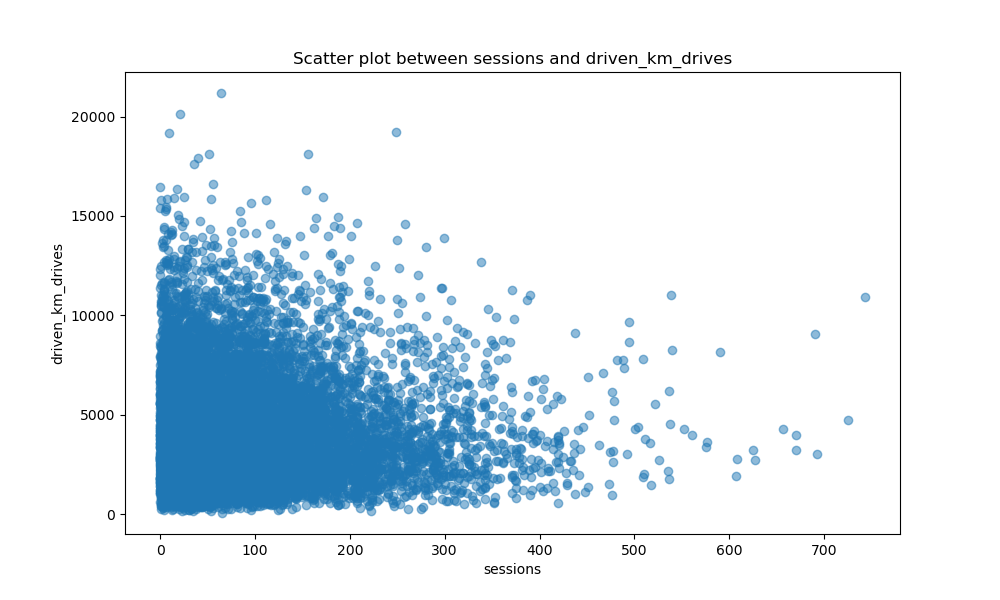 Scatter plot between sessions and driven_km_drives
20000
15000
10000
5000
0
driven_km_drives
0 100 200 300 400 500 600 700
sessions